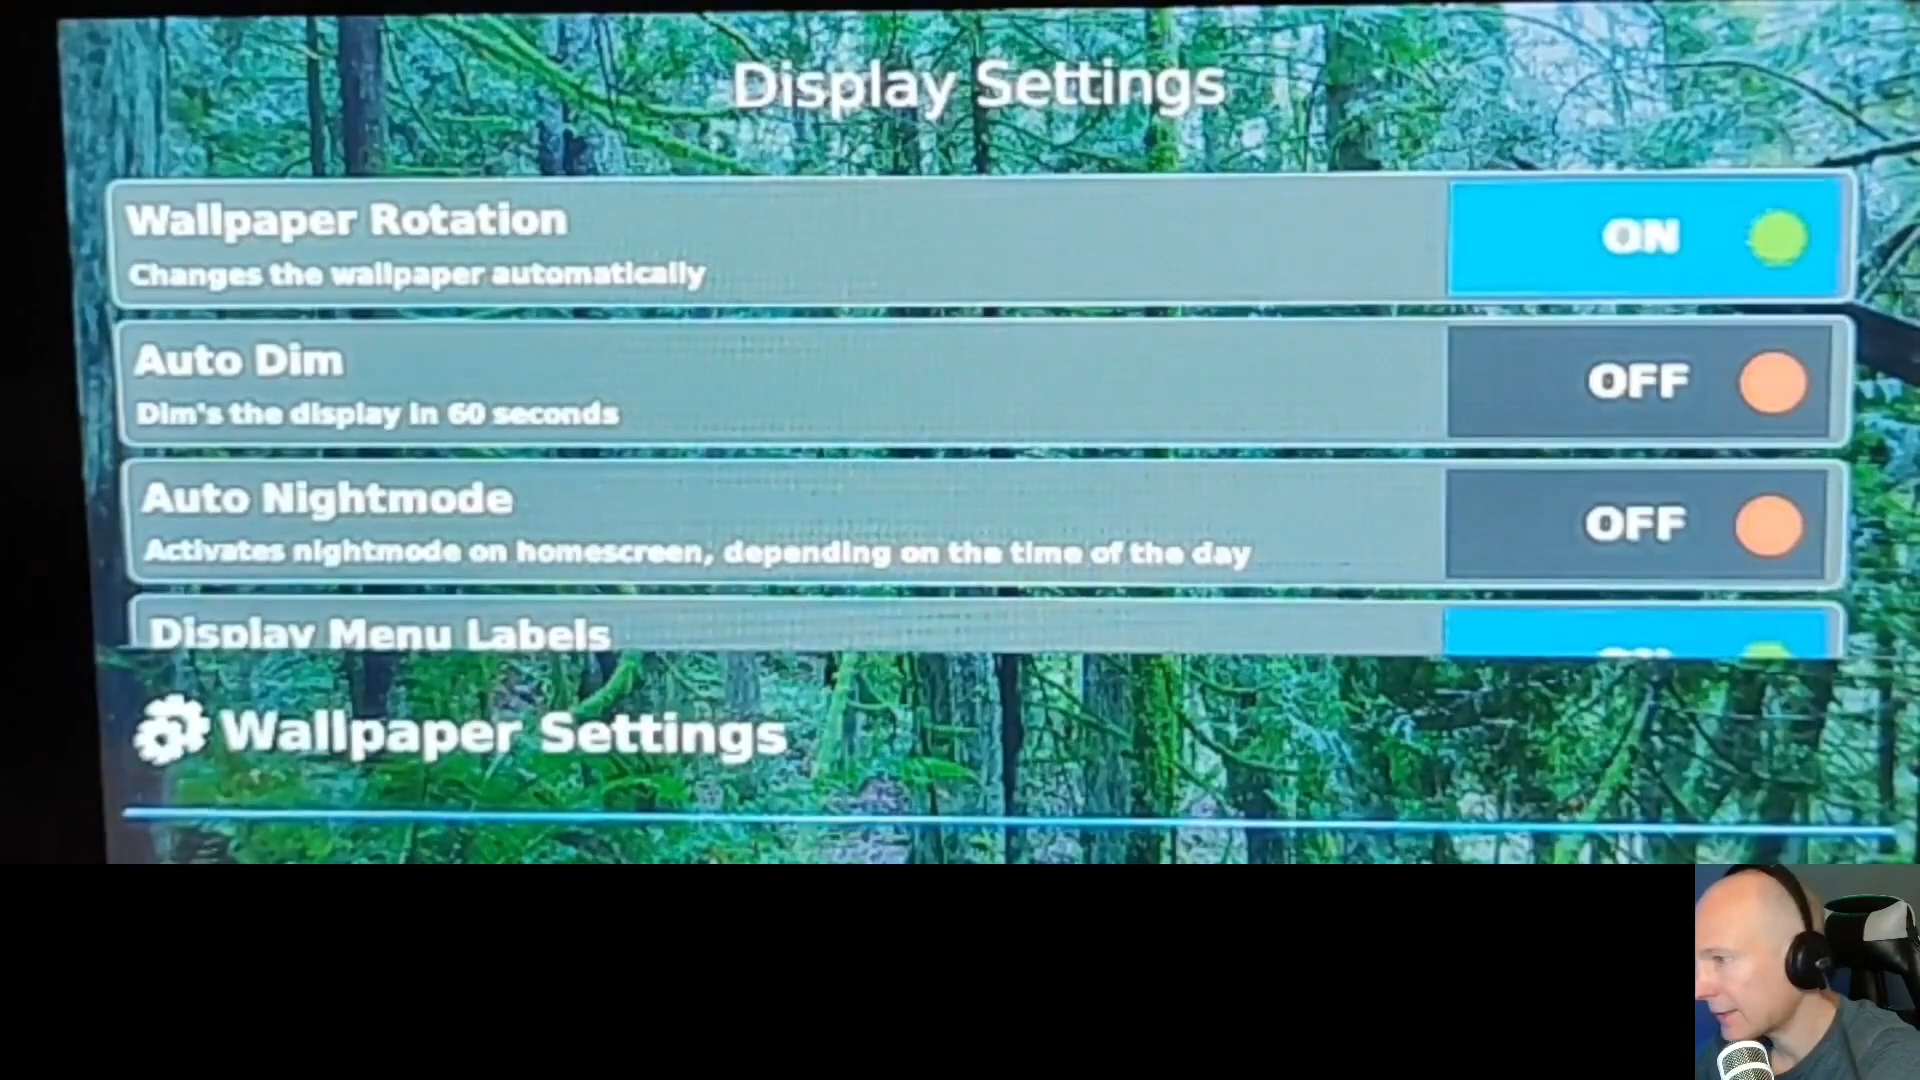 Display Settings
Wallpaper Rotation
ON
Changes the wallpaper automatically
Auto Dim
OFF
Dim's the display in 60 seconds
Auto Nightmode
OFF
Activates nightmode on homescreen, depending on the time of the day
Display Menu Labels
Wallpaper Settings